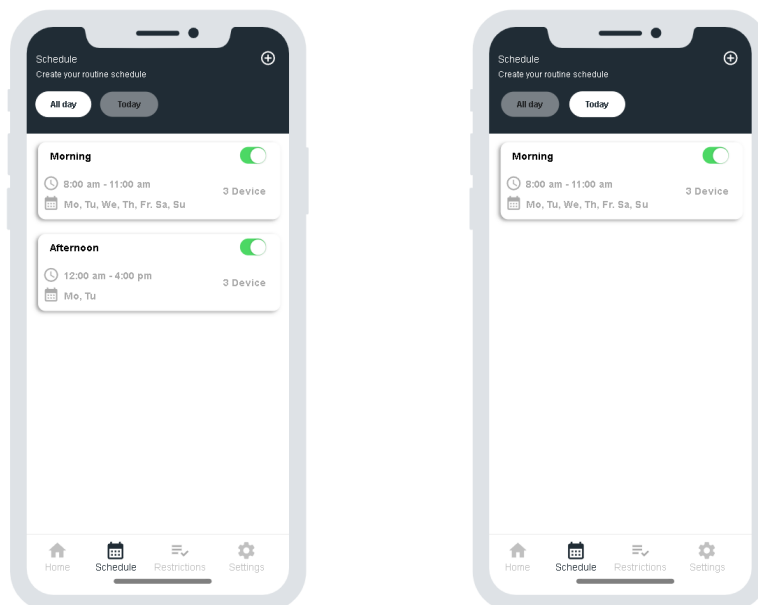 Schedule
Create your routine schedule
All day
Today
Morning
8:00 am - 11:00 am
3 Device
Mo, Tu, We, Th, Fr. Sa, Su
Afternoon
12:00 am - 4:00 pm
3 Device
Mo, Tu
Home
Schedule
Restrictions
Settings
Schedule
Create your routine schedule
All day
Today
Morning
8:00 am - 11:00 am
3 Device
Mo, Tu, We, Th, Fr. Sa, Su
Home
Schedule
Restrictions
Settings